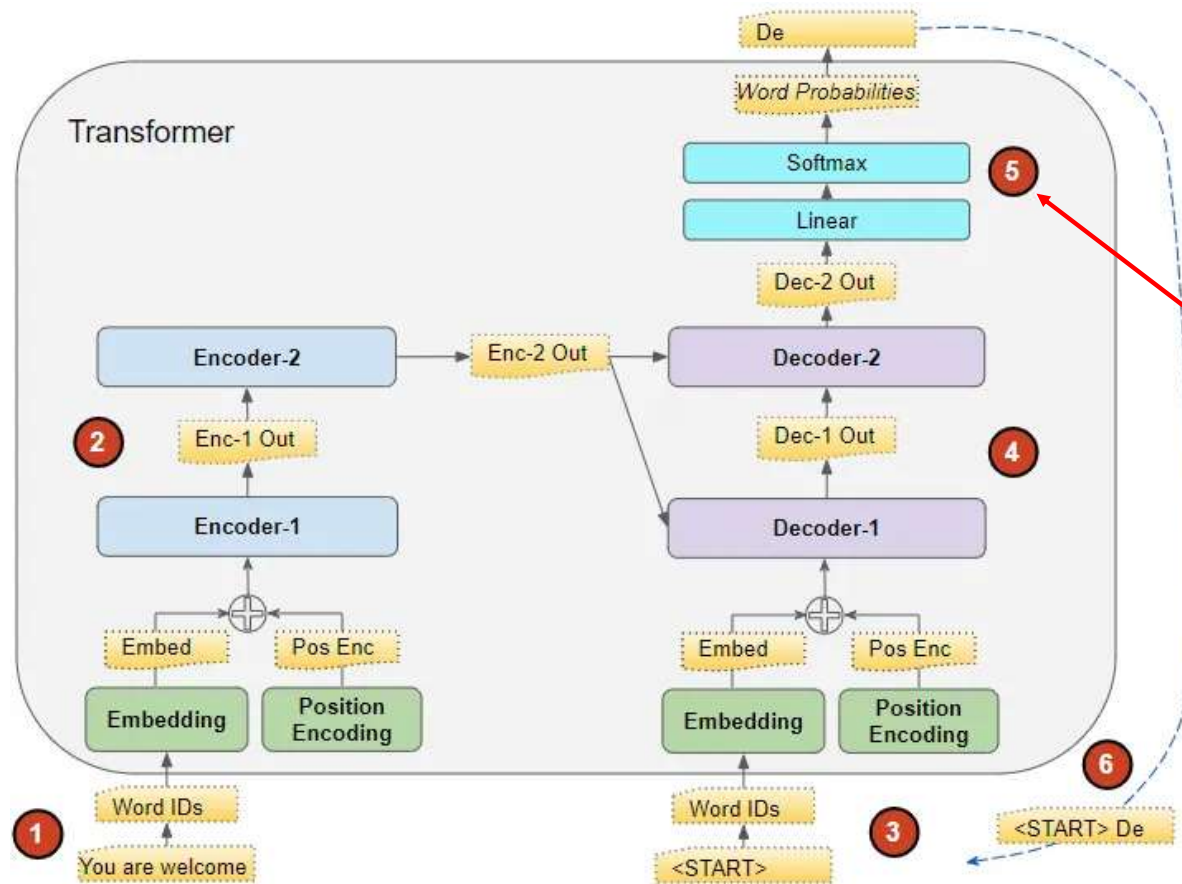 De
Word Probabilities
Transformer
Softmax
5
Linear
Dec-2 Out
Encoder-2
Enc-2 Out
Decoder-2
2
Enc-1 Out
Dec-1 Out
4
Encoder-1
Decoder-1
Embed
Pos Enc
Embed
Pos Enc
Embedding
Position
Encoding
Embedding
Position
Encoding
6
1
Word IDs
Word IDs
3
<START> De
You are welcome
<START>